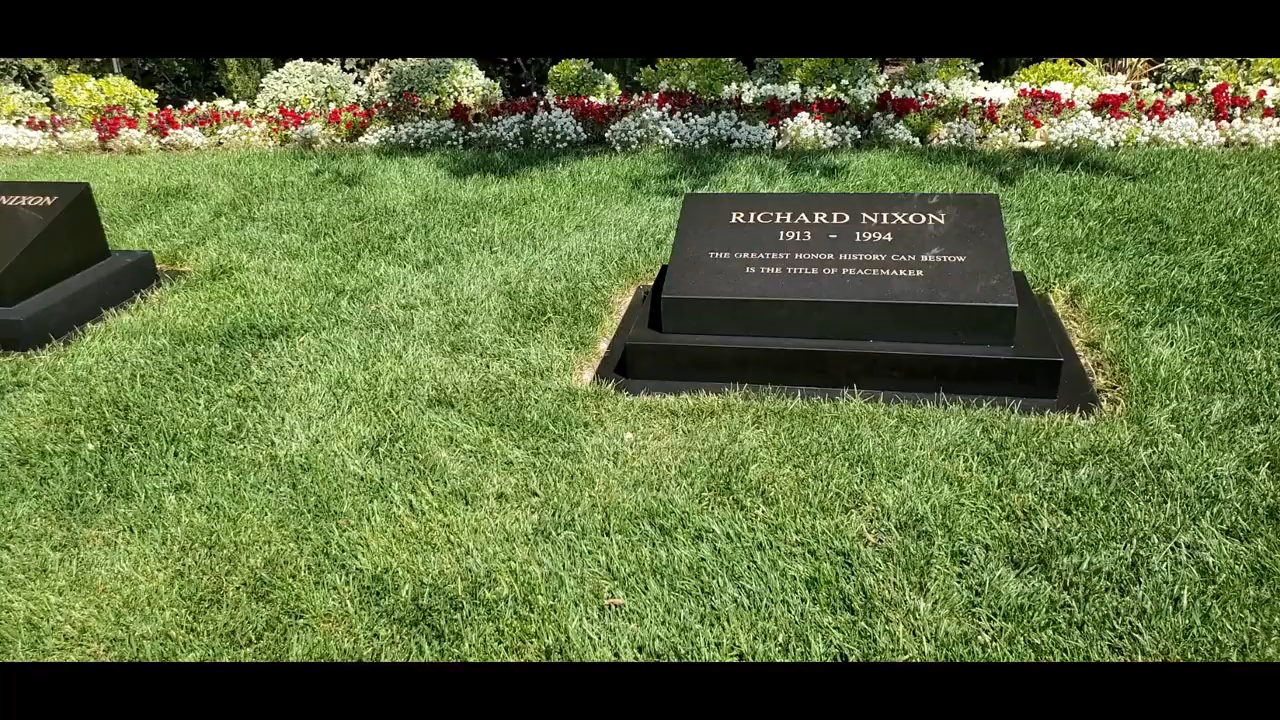 NIXON
RICHARD NIXON
1913 - 1994
THE GREATEST HONOR HISTORY CAN BESTOW
IS THE TITLE OF PEACEMAKER